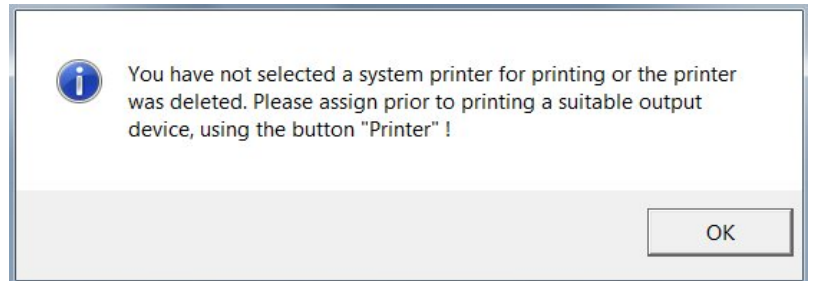 You have not selected a system printer for printing or the printer
was deleted. Please assign prior to printing a suitable output
device, using the button "Printer" !
OK